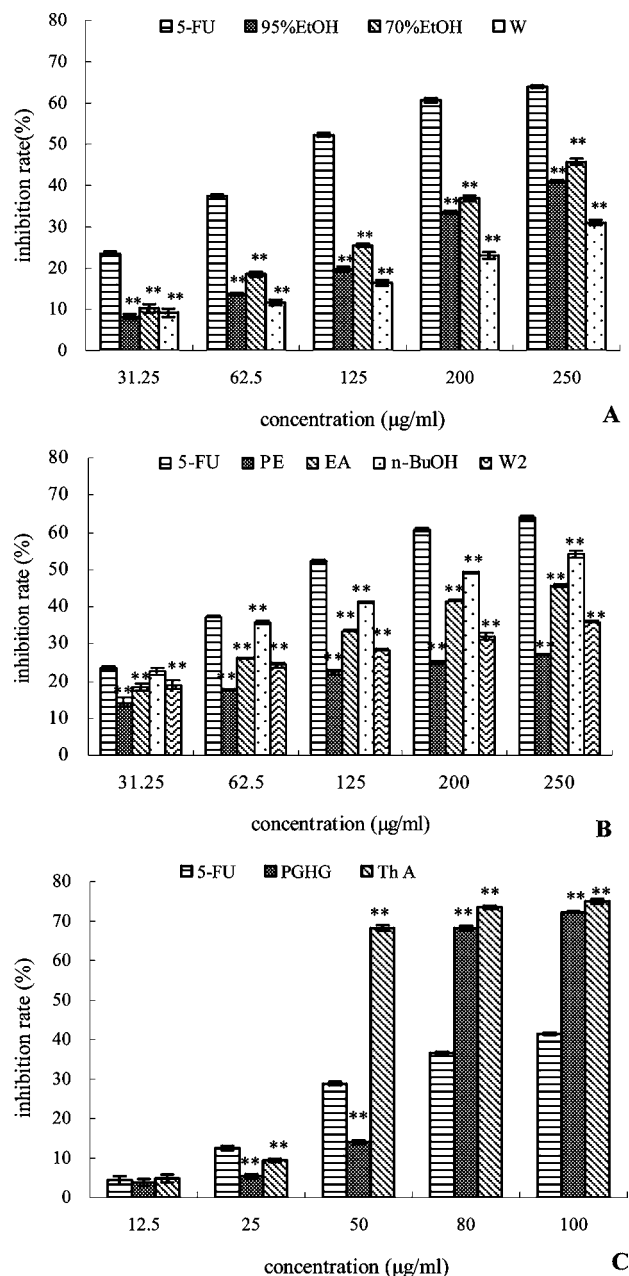 5-FU 95%EtOH 70%EtOH W
80
70
60
50
40
30
20
10
0
inhibition rate(%)
** ** **
** ** **
** ** **
** ** **
** ** **
31.25 62.5 125 200 250
concentration (μg/ml)
A
5-FU PE EA n-BuOH W2
80
70
60
50
40
30
20
10
0
inhibition rate (%)
** ** **
** ** ** **
** ** ** **
** ** ** **
** ** ** **
31.25 62.5 125 200 250
concentration (μg/ml)
B
5-FU PGHG Th A
80
70
60
50
40
30
20
10
0
inhibition rate (%)
** **
** **
** **
** **
12.5 25 50 80 100
concentration (μg/ml)
C